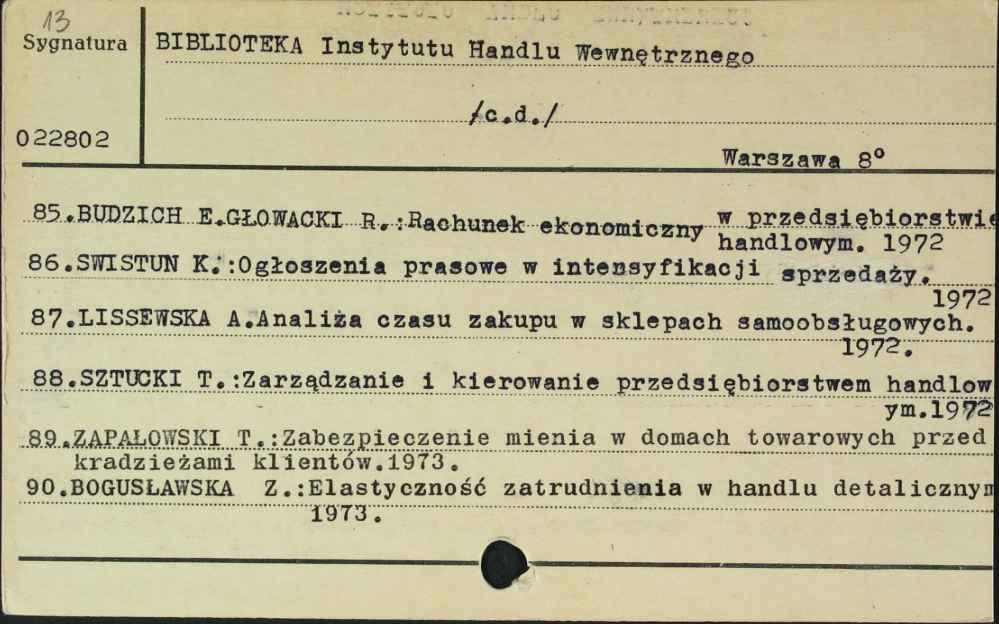 13
Sygnatura
BIBLIOTEKA Instytutu Handlu Wewnętrznego
/c.d./
022802
Warszawa 8°
85.BUDZICH E.GŁOWACKI R.:Rachunek ekonomiczny w przedsiębiorstwie
handlowym. 1972
86.SWISTUN K.:Ogłoszenia prasowe w intensyfikacji sprzedaży.
1972
87.LISSEWSKA A.Analiża czasu zakupu w sklepach samoobsługowych.
1972.
88.SZTUCKI T.:Zarządzanie i kierowanie przedsiębiorstwem handlow
ym.1972
89.ZAPAŁOWSKI T.:Zabezpieczenie mienia w domach towarowych przed
kradzieżami klientów.1973.
90.BOGUSŁAWSKA Z.:Elastyczność zatrudnienia w handlu detalicznym
1973.